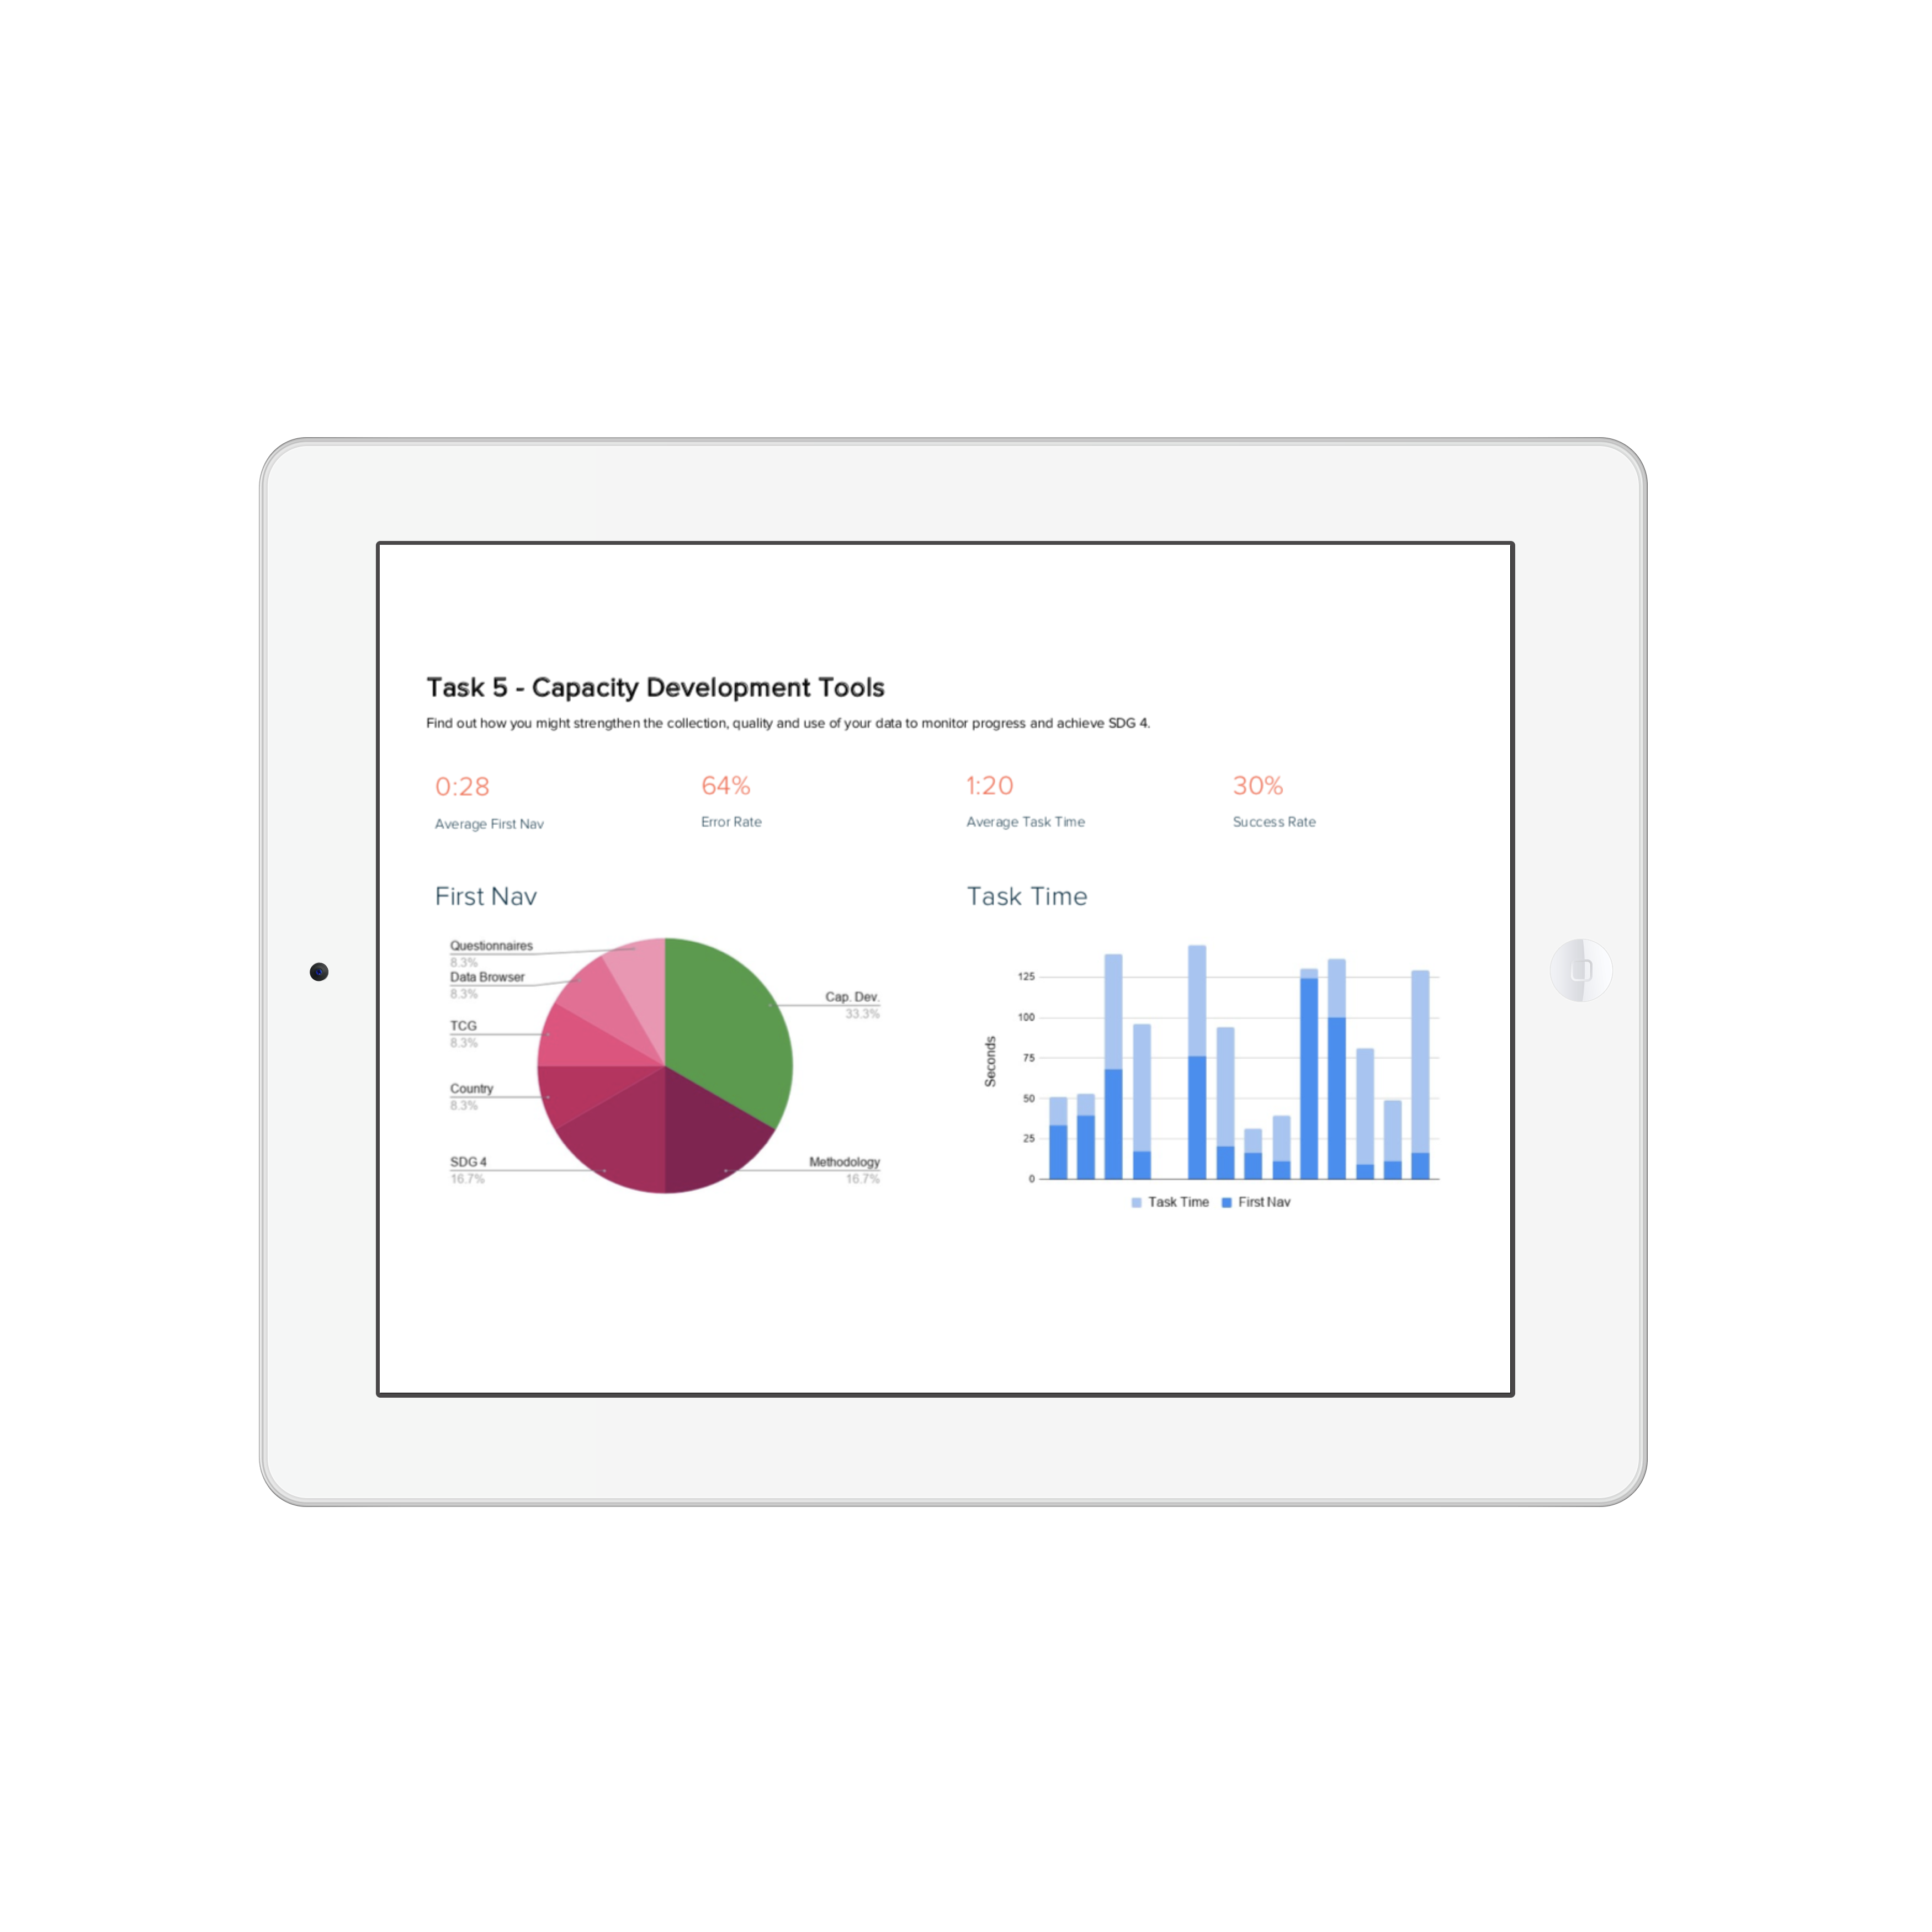 Task 5 - Capacity Development Tools
Find out how you might strengthen the collection, quality and use of your data to monitor progress and achieve SDG 4.
0:28
Average First Nav
64%
Error Rate
1:20
Average Task Time
30%
Success Rate
First Nav
Questionnaires
8.3%
Data Browser
8.3%
TCG
8.3%
Country
8.3%
SDG 4
16.7%
Cap. Dev.
33.3%
Methodology
16.7%
Task Time
Seconds
125
100
75
50
25
0
Task Time
First Nav